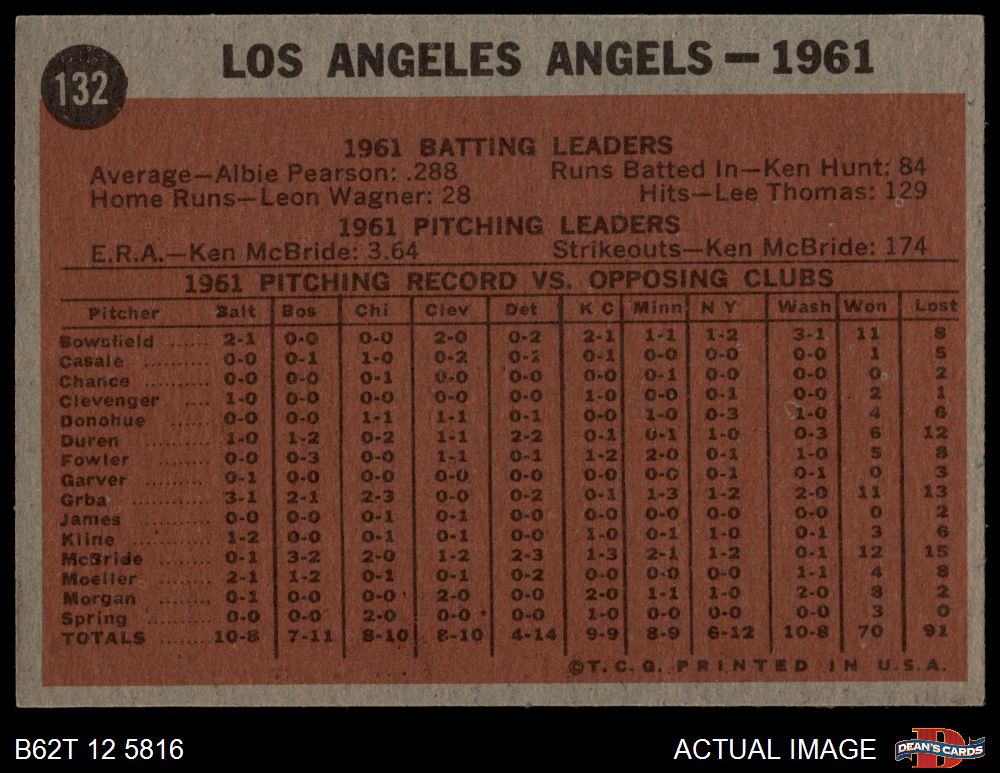 132
LOS ANGELES ANGELS — 1961
1961 BATTING LEADERS
Average—Albie Pearson: .288 Runs Batted In—Ken Hunt: 84
Home Runs—Leon Wagner: 28 Hits—Lee Thomas: 129
1961 PITCHING LEADERS
E.R.A.—Ken McBride: 3.64 Strikeouts—Ken McBride: 174
1961 PITCHING RECORD VS. OPPOSING CLUBS
Pitcher Balt Bos Chi Clev Det K C Minn N Y Wash Won Lost
Bowsfield ...... 2-1 0-0 0-0 2-0 0-2 2-1 1-1 1-2 3-1 11 8
Casale .......... 0-0 0-1 1-0 0-2 0-2 0-1 0-0 0-0 0-0 1 5
Chance .......... 0-0 0-0 0-1 0-0 0-0 0-0 0-1 0-0 0-0 0 2
Clevenger .... 1-0 0-0 0-0 0-0 0-0 1-0 0-0 0-1 0-0 2 1
Donohue ...... 0-0 0-0 1-1 1-1 0-1 0-0 1-0 0-3 1-0 4 6
Duren .......... 1-0 1-2 0-2 1-1 2-2 0-1 0-1 1-0 0-3 6 12
Fowler ......... 0-0 0-3 0-0 1-1 0-1 1-2 2-0 0-1 1-0 5 8
Garver .......... 0-1 0-0 0-0 0-0 0-0 0-0 0-0 0-1 0-1 0 3
Grba ............ 3-1 2-1 2-3 0-0 0-2 0-1 1-3 1-2 2-0 11 13
James ......... 0-0 0-0 0-1 0-1 0-0 0-0 0-0 0-0 0-0 0 2
Kline ............ 1-2 0-0 0-1 0-1 0-0 1-0 0-1 1-0 0-1 3 6
McBride ....... 0-1 3-2 2-0 1-2 2-3 1-3 2-1 1-2 0-1 12 15
Moeller ....... 2-1 1-2 0-1 0-1 0-2 0-0 0-0 0-0 1-1 4 8
Morgan ....... 0-1 0-0 0-0 2-0 0-0 2-0 1-1 1-0 2-0 8 2
Spring ......... 0-0 0-0 2-0 0-0 0-0 1-0 0-0 0-0 0-0 3 0
TOTALS ...... 10-8 7-11 8-10 8-10 4-14 9-9 8-9 6-12 10-8 70 91
©T.C.G. PRINTED IN U.S.A.
B62T 12 5816 ACTUAL IMAGE D DEAN'S CARDS